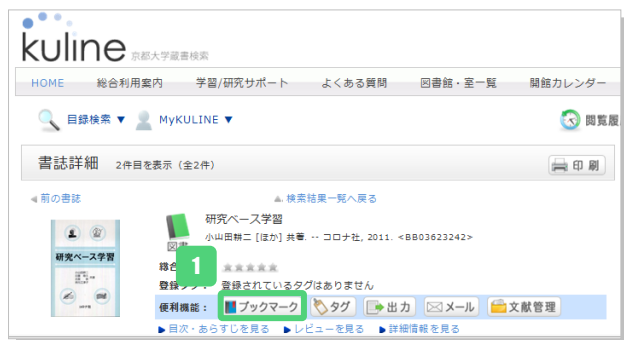 kuline 京都大学蔵書検索
HOME 総合利用案内 学習/研究サポート よくある質問 図書館・室一覧 開館カレンダー
目録検索 ▼ MyKULINE ▼ 閲覧履
書誌詳細 2件目を表示（全2件） 印刷
前の書誌 検索結果一覧へ戻る
研究ベース学習
小山田耕二 [ほか] 共著. -- コロナ社, 2011. <BB03623242>
図書
研究ベース学習
総合 1 ★★★★★
登録 登録されているタグはありません
便利機能： ブックマーク タグ 出力 メール 文献管理
▶目次・あらすじを見る ▶レビューを見る ▶詳細情報を見る